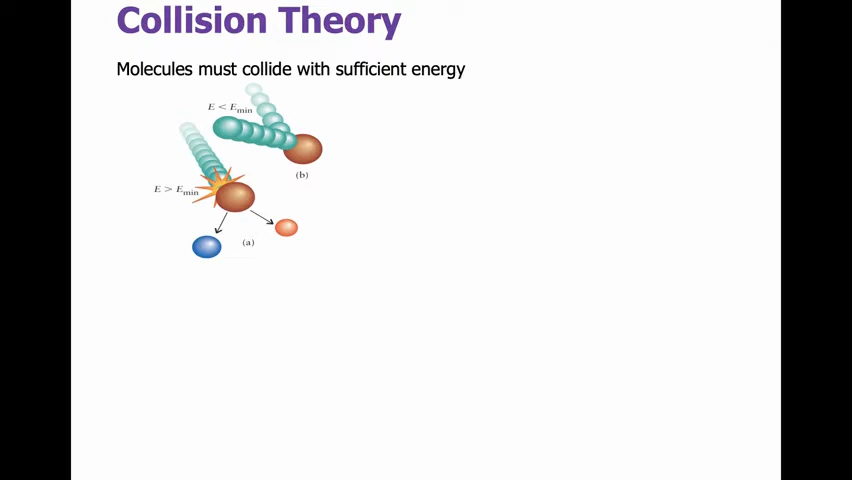 Collision Theory
Molecules must collide with sufficient energy
E < Emin
(b)
E > Emin
(a)